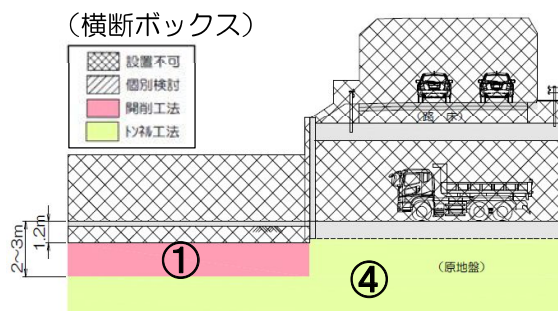 (横断ボックス)
設置不可
個別検討
開削工法
トンネル工法
(路 床)
1.2m
2~3m
①
④
(原地盤)